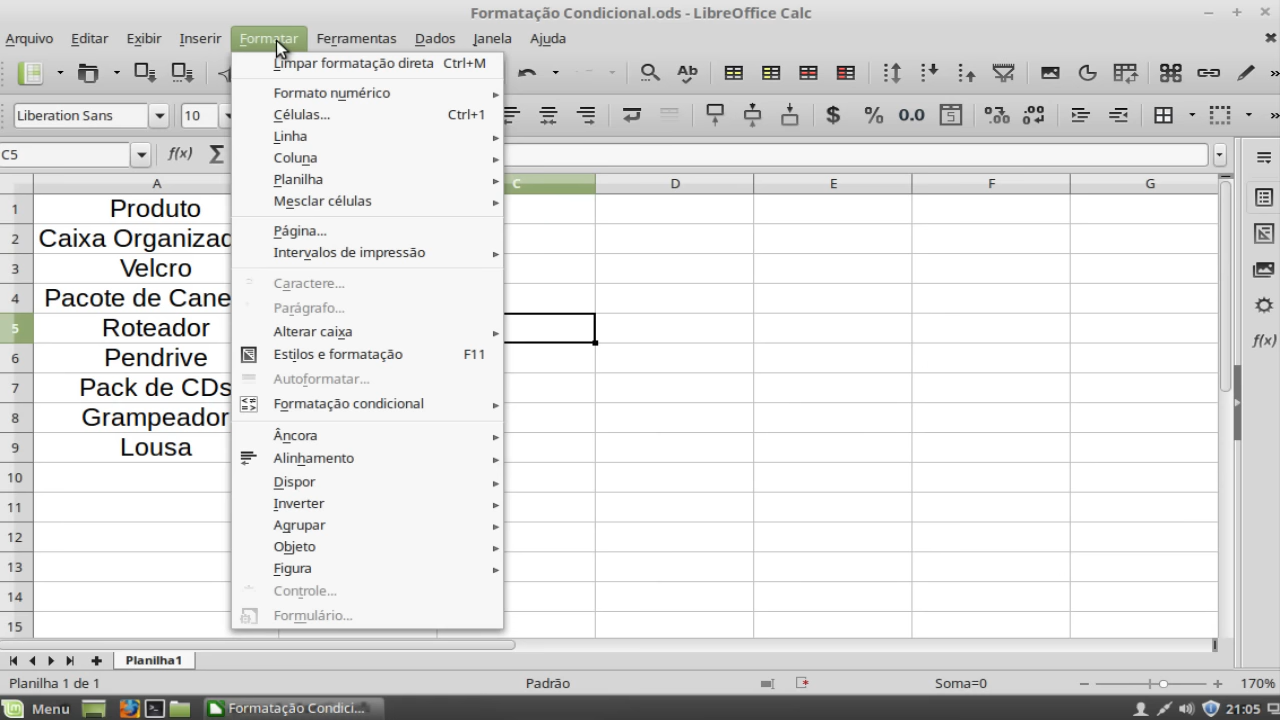 Formatação Condicional.ods - LibreOffice Calc
Arquivo Editar Exibir Inserir Formatar Ferramentas Dados Janela Ajuda
Limpar formatação direta Ctrl+M
Liberation Sans 10
Formato numérico
Células... Ctrl+1
Linha
Coluna
Planilha
Mesclar células
Página...
Intervalos de impressão
Caractere...
Parágrafo...
Alterar caixa
Estilos e formatação F11
Autoformatar...
Formatação condicional
Âncora
Alinhamento
Dispor
Inverter
Agrupar
Objeto
Figura
Controle...
Formulário...
$ % 0.0
C5 f(x) Σ
A C D E F G
1 Produto
2 Caixa Organizad
3 Velcro
4 Pacote de Cane
5 Roteador
6 Pendrive
7 Pack de CDs
8 Grampeador
9 Lousa
10
11
12
13
14
15
f(x)
Planilha1
Planilha 1 de 1 Padrão Soma=0 170%
Menu Formatação Condici... 21:05